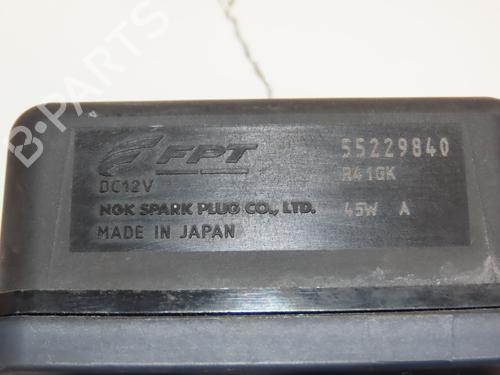 FPT 55229840
DC12V R41GK
NGK SPARK PLUG CO., LTD. 45W A
MADE IN JAPAN
B-PARTS